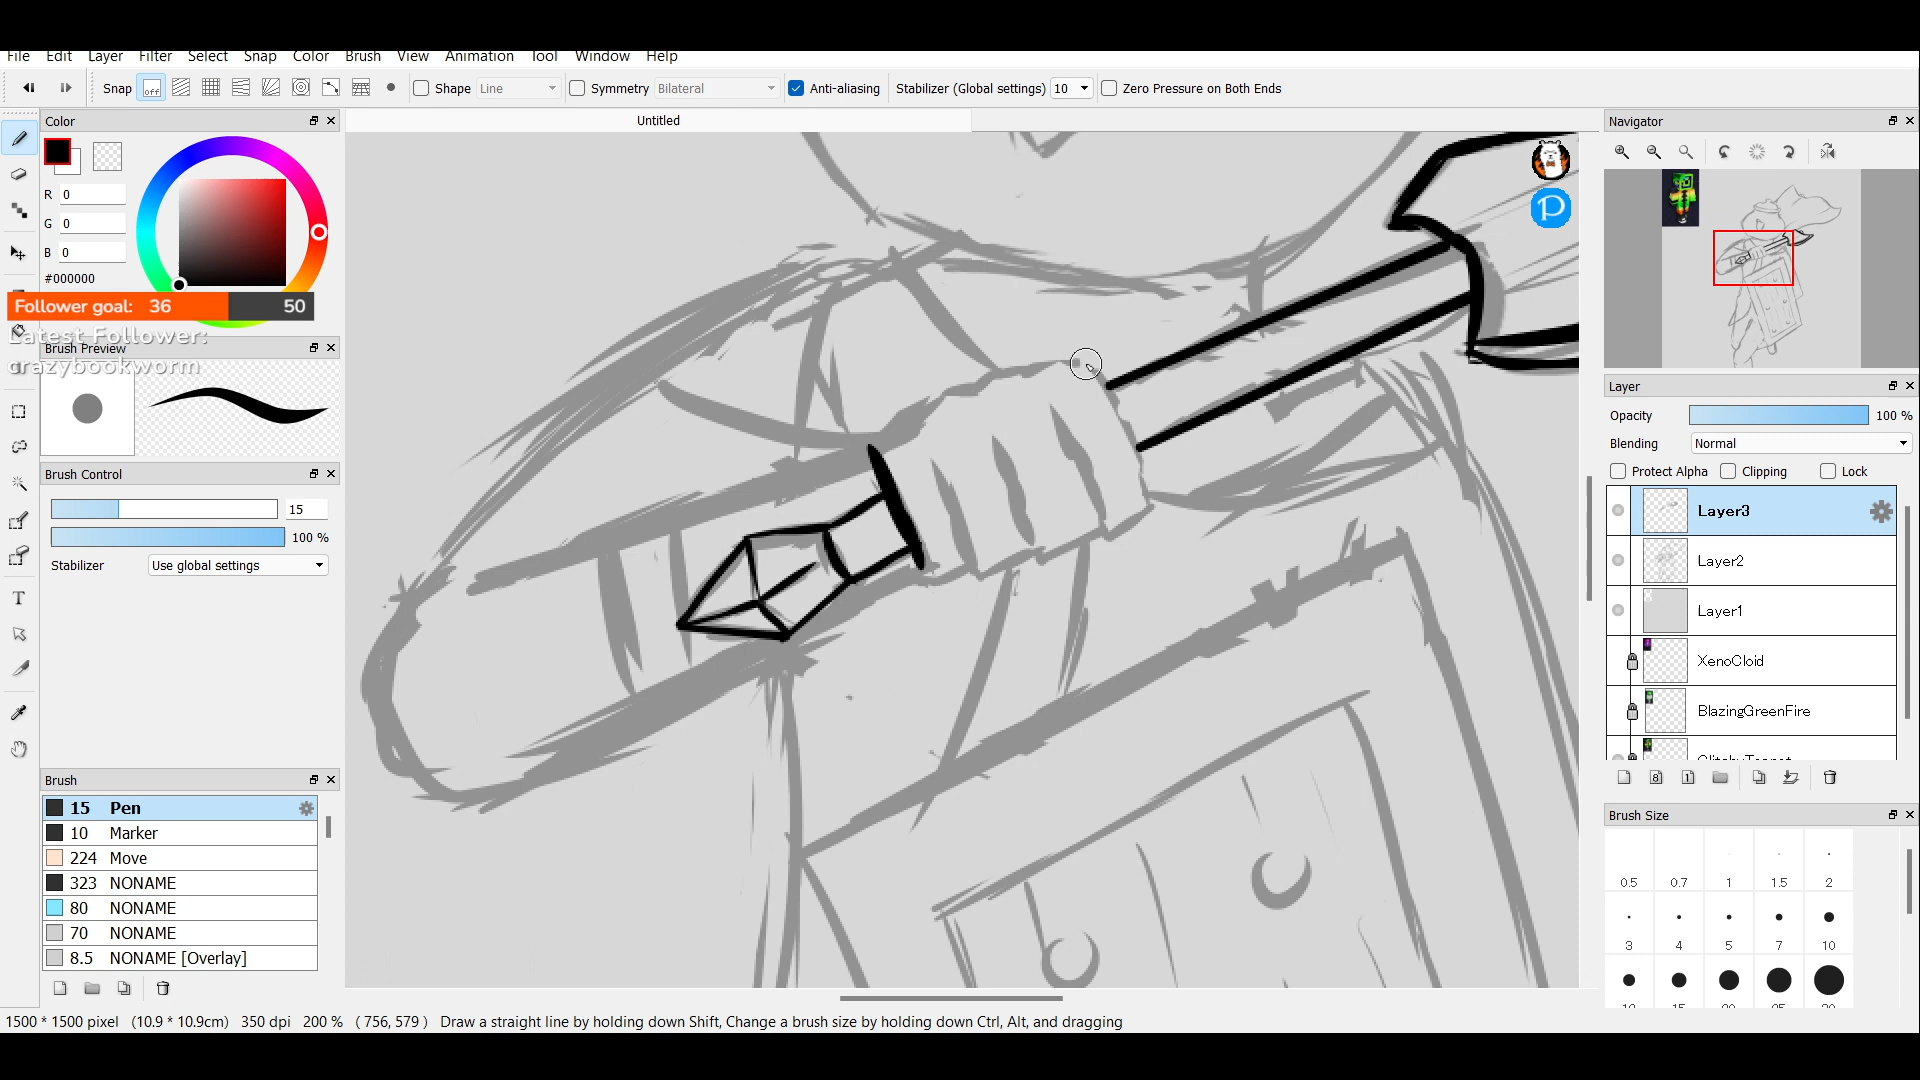 File Edit Layer Filter Select Snap Color Brush View Animation Tool Window Help
Snap off Shape Line Symmetry Bilateral Anti-aliasing Stabilizer (Global settings) 10 Zero Pressure on Both Ends
Color
Untitled
Navigator
R 0
G 0
B 0
#000000
Follower goal: 36 50
Latest Follower:
crazybookworm
Brush Preview
Brush Control
15
100 %
Stabilizer Use global settings
Brush
15 Pen
10 Marker
224 Move
323 NONAME
80 NONAME
70 NONAME
8.5 NONAME [Overlay]
P
Layer
Opacity 100 %
Blending Normal
Protect Alpha Clipping Lock
Layer3
Layer2
Layer1
XenoCloid
BlazingGreenFire
Brush Size
0.5 0.7 1 1.5 2
3 4 5 7 10
T
8 1
1500 * 1500 pixel (10.9 * 10.9cm) 350 dpi 200 % ( 756, 579 ) Draw a straight line by holding down Shift, Change a brush size by holding down Ctrl, Alt, and dragging